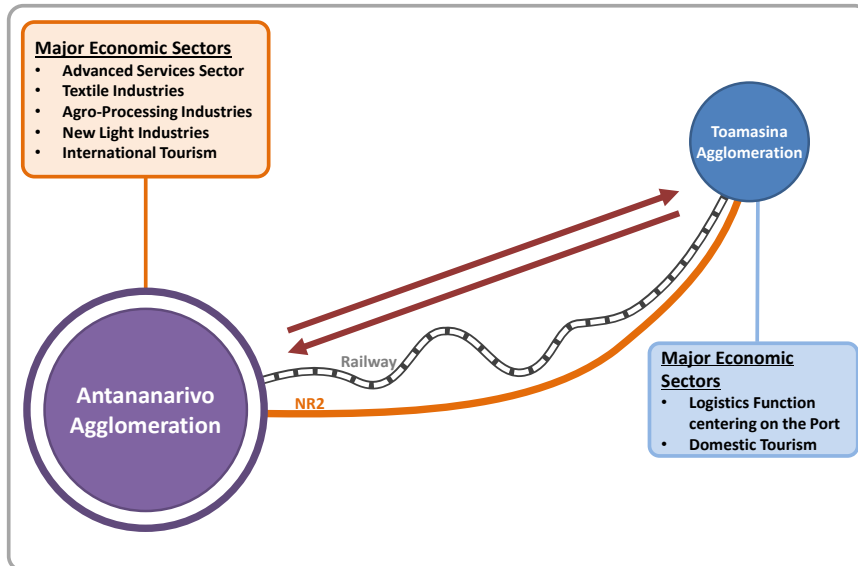 Major Economic Sectors
• Advanced Services Sector
• Textile Industries
• Agro-Processing Industries
• New Light Industries
• International Tourism
Toamasina
Agglomeration
Railway
NR2
Antananarivo
Agglomeration
Major Economic
Sectors
• Logistics Function
centering on the Port
• Domestic Tourism